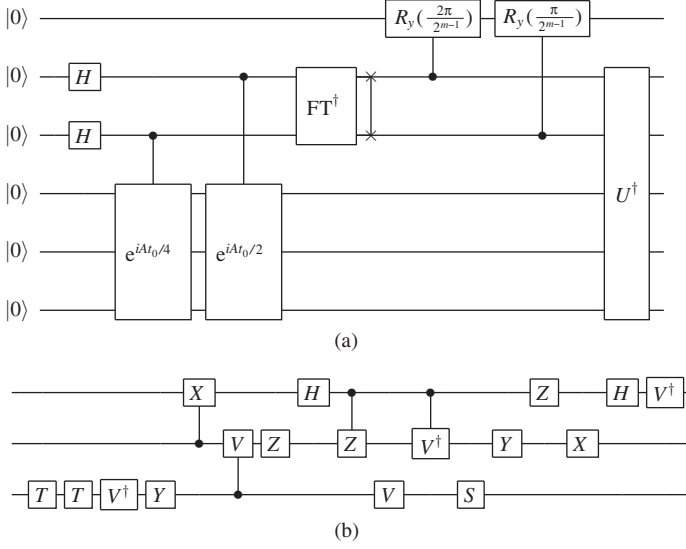 |0⟩ R_y(2π/2^{m−1}) R_y(π/2^{m−1})
|0⟩ H FT†
|0⟩ H
|0⟩ e^{iAt_0/4} e^{iAt_0/2} U†
|0⟩
|0⟩
(a)
X H Z H V†
V Z Z V† Y X
T T V† Y V S
(b)